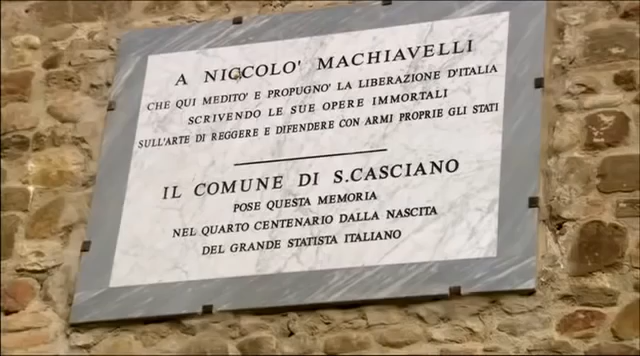 A NICCOLO' MACHIAVELLI
CHE QUI MEDITO' E PROPUGNO' LA LIBERAZIONE D'ITALIA
SCRIVENDO LE SUE OPERE IMMORTALI
SULL'ARTE DI REGGERE E DIFENDERE CON ARMI PROPRIE GLI STATI
IL COMUNE DI S.CASCIANO
POSE QUESTA MEMORIA
NEL QUARTO CENTENARIO DALLA NASCITA
DEL GRANDE STATISTA ITALIANO